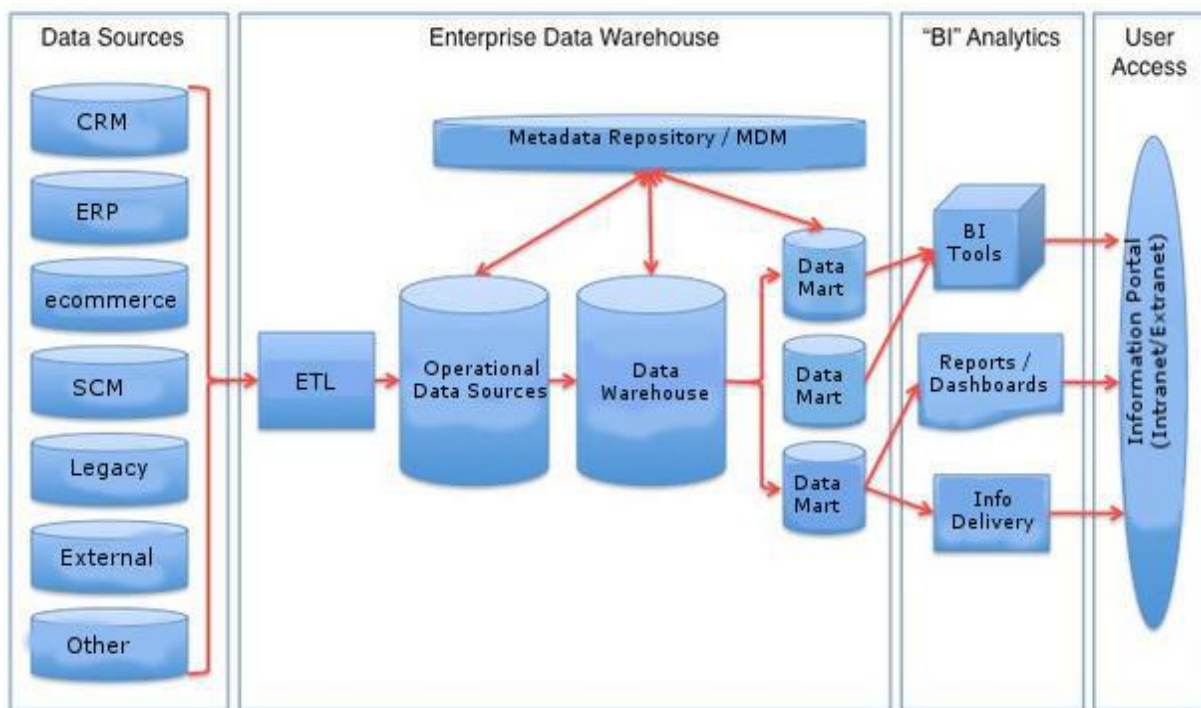 Data Sources
Enterprise Data Warehouse
“BI” Analytics
User
Access
CRM
ERP
ecommerce
SCM
Legacy
External
Other
ETL
Metadata Repository / MDM
Operational
Data Sources
Data
Warehouse
Data
Mart
Data
Mart
Data
Mart
BI
Tools
Reports /
Dashboards
Info
Delivery
Information Portal
(Intranet/Extranet)